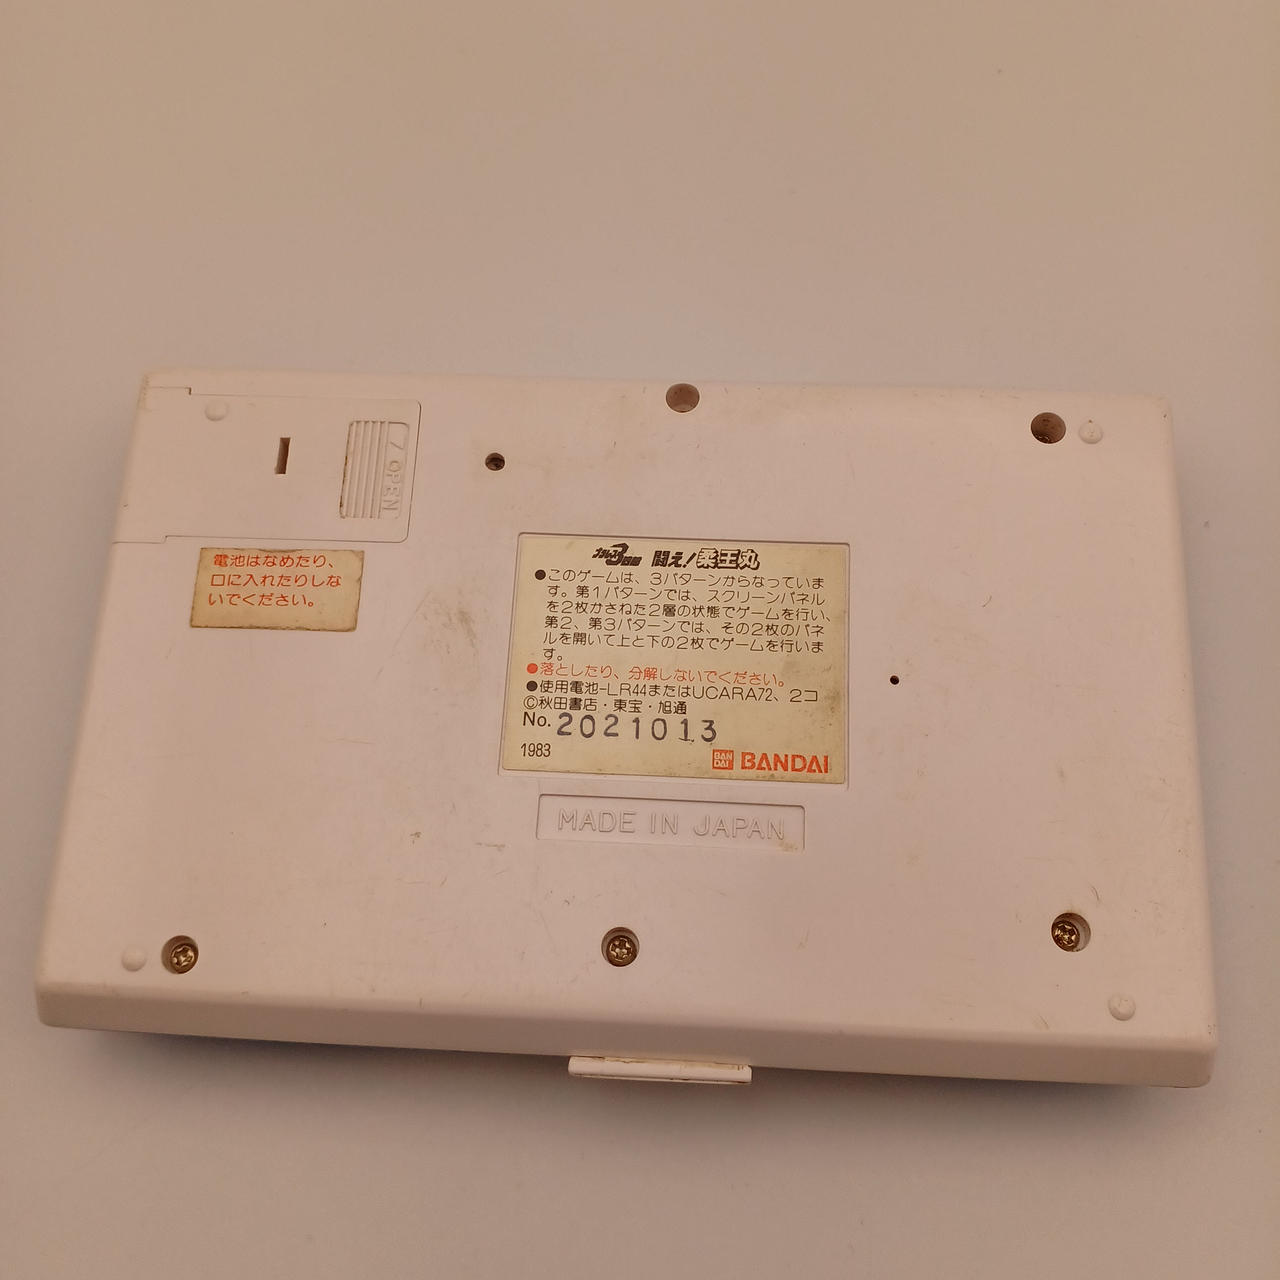 OPEN
電池はなめたり、
口に入れたりしな
いでください。
プラレス3四郎 闘え!柔王丸
●このゲームは、3パターンからなっていま
す。第1パターンでは、スクリーンパネル
を2枚かさねた2層の状態でゲームを行い、
第2、第3パターンでは、その2枚のパネ
ルを開いて上と下の2枚でゲームを行いま
す。
●落としたり、分解しないでください。
●使用電池-LR44またはUCARA72、2コ
©秋田書店・東宝・旭通
No. 2021013
1983 BANDAI BANDAI
MADE IN JAPAN